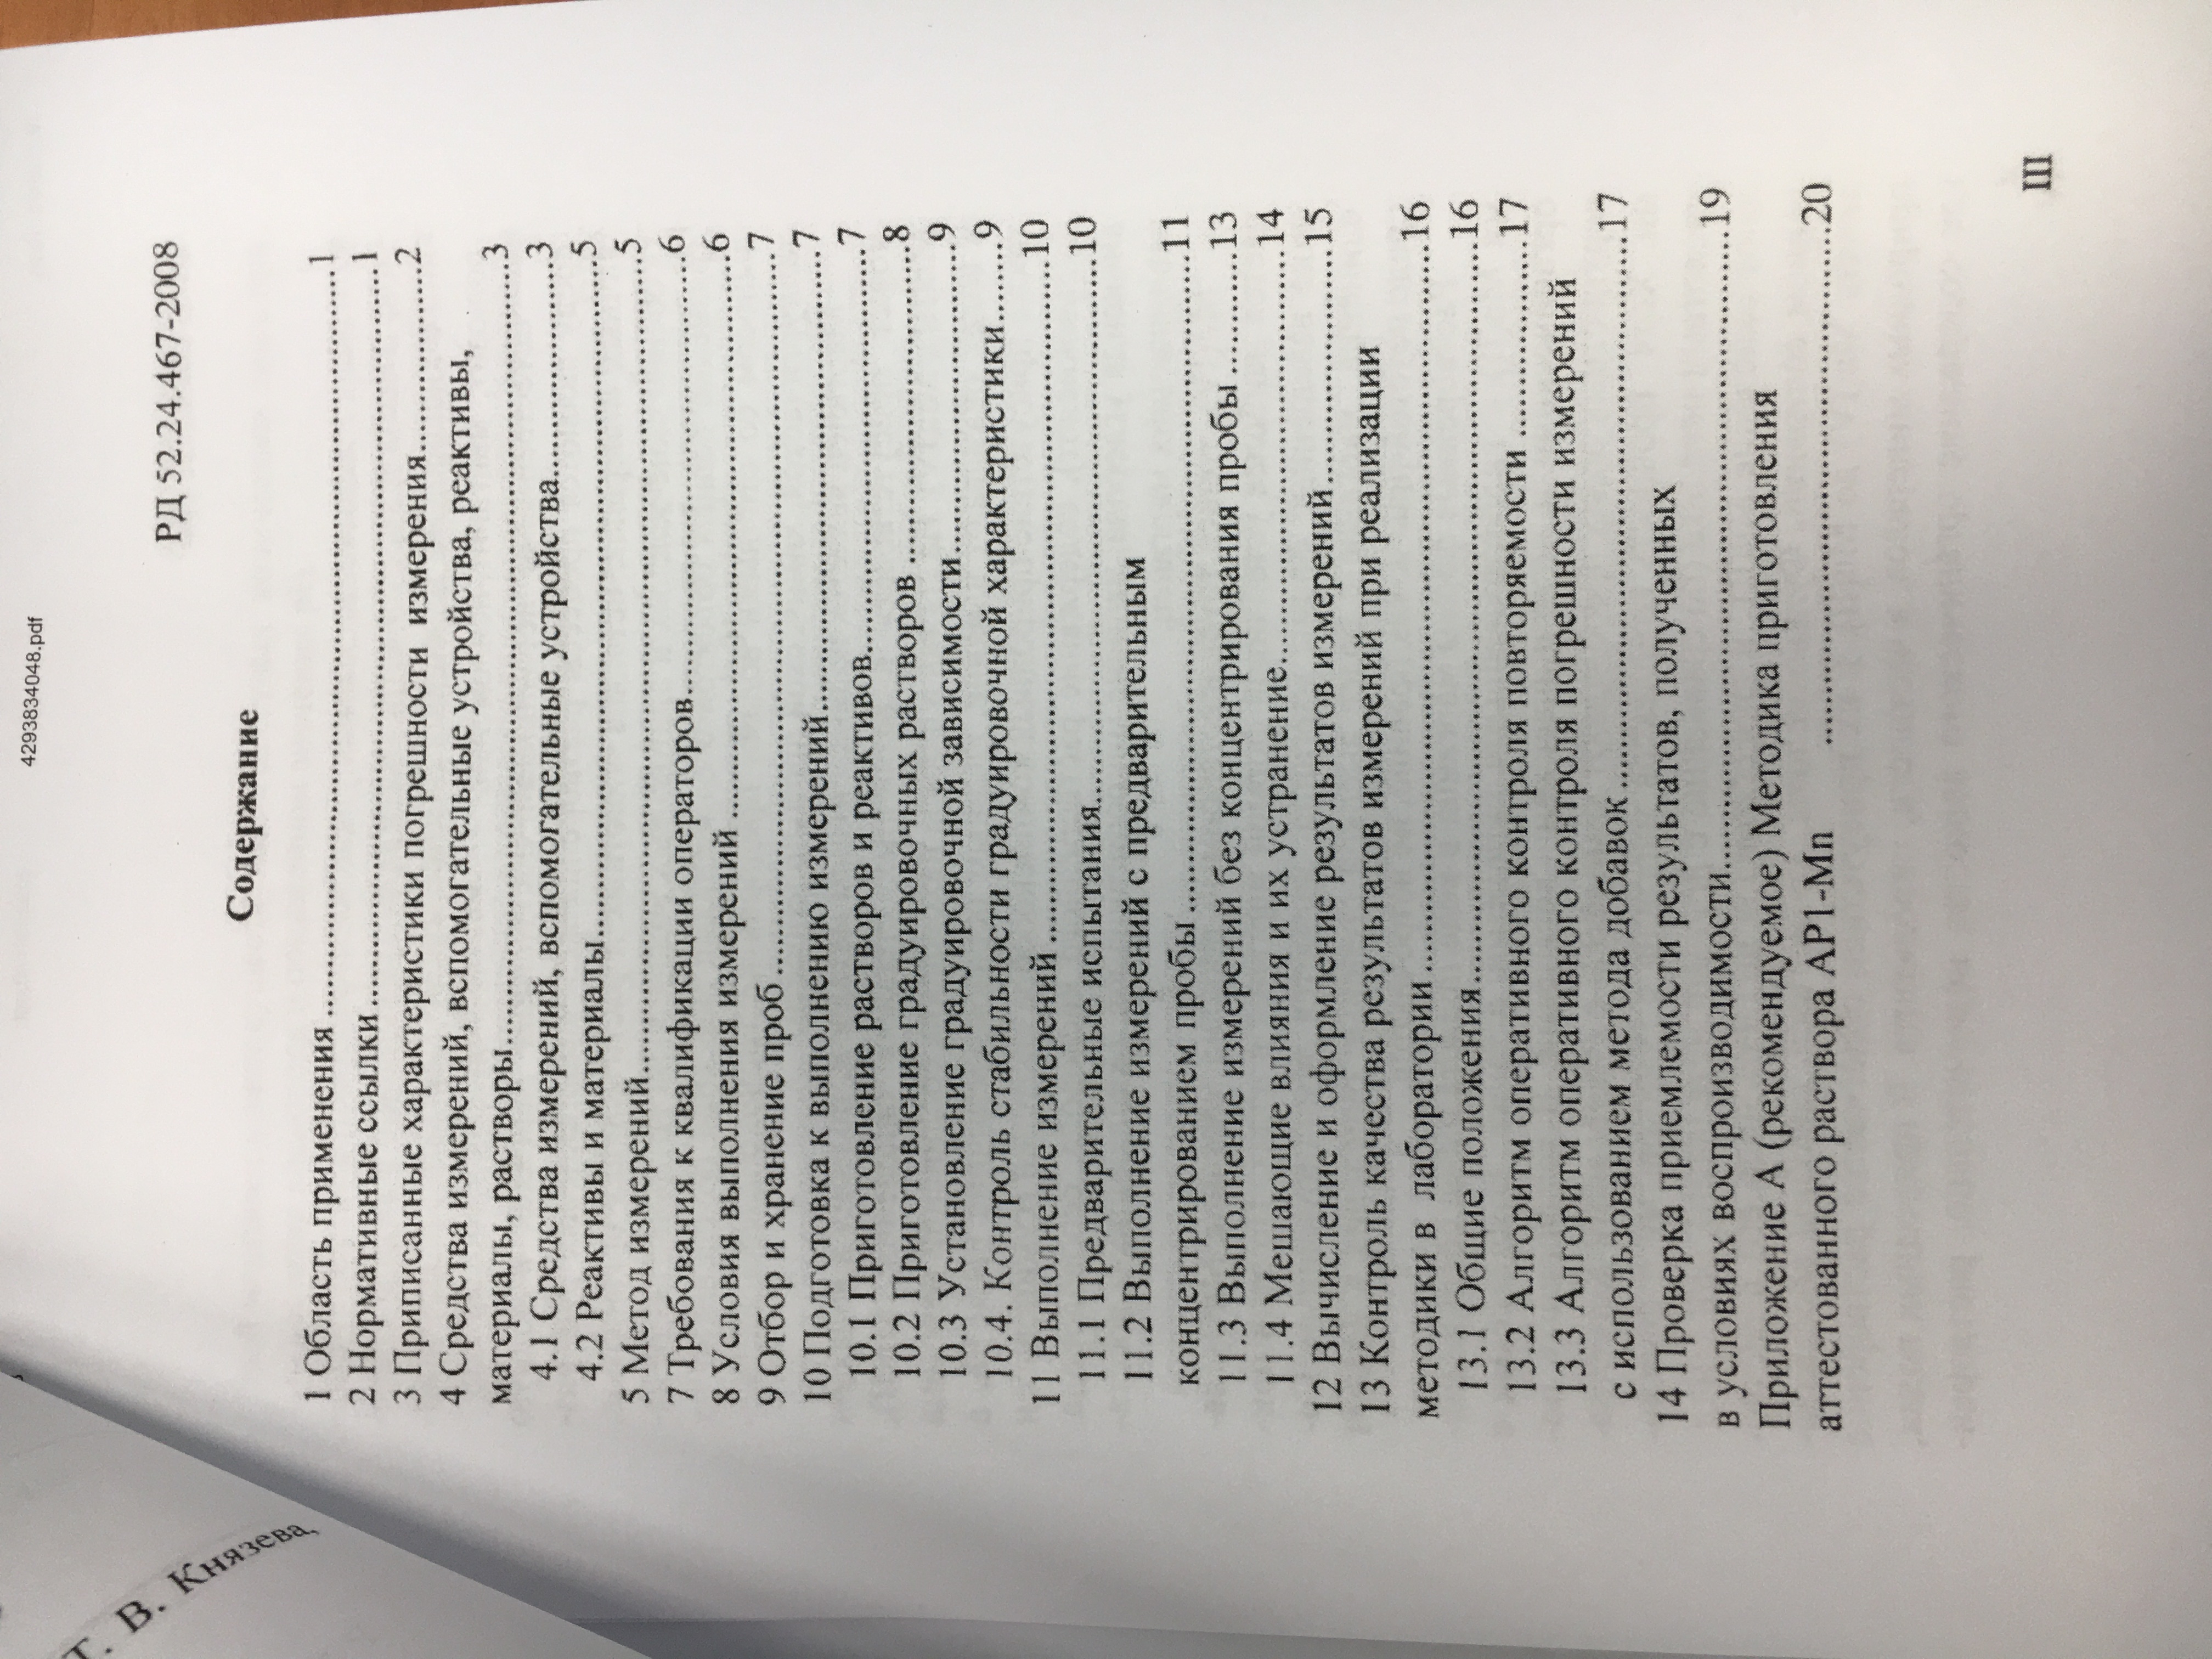 4293834048.pdf
РД 52.24.467-2008
Содержание
1 Область применения ................1
2 Нормативные ссылки................1
3 Приписанные характеристики погрешности измерения................2
4 Средства измерений, вспомогательные устройства, реактивы,
материалы, растворы................3
4.1 Средства измерений, вспомогательные устройства................3
4.2 Реактивы и материалы................5
5 Метод измерений................5
7 Требования к квалификации операторов................6
8 Условия выполнения измерений ................6
9 Отбор и хранение проб................7
10 Подготовка к выполнению измерений................7
10.1 Приготовление растворов и реактивов................7
10.2 Приготовление градуировочных растворов ................8
10.3 Установление градуировочной зависимости................9
10.4. Контроль стабильности градуировочной характеристики.......9
11 Выполнение измерений ................10
11.1 Предварительные испытания................10
11.2 Выполнение измерений с предварительным
концентрированием пробы ................11
11.3 Выполнение измерений без концентрирования пробы ..........13
11.4 Мешающие влияния и их устранение................14
12 Вычисление и оформление результатов измерений................15
13 Контроль качества результатов измерений при реализации
методики в лаборатории ................16
13.1 Общие положения................16
13.2 Алгоритм оперативного контроля повторяемости ................17
13.3 Алгоритм оперативного контроля погрешности измерений
с использованием метода добавок ................17
14 Проверка приемлемости результатов, полученных
в условиях воспроизводимости................19
Приложение А (рекомендуемое) Методика приготовления
аттестованного раствора АР1-Mn ................20
III
Т. В. Князева,